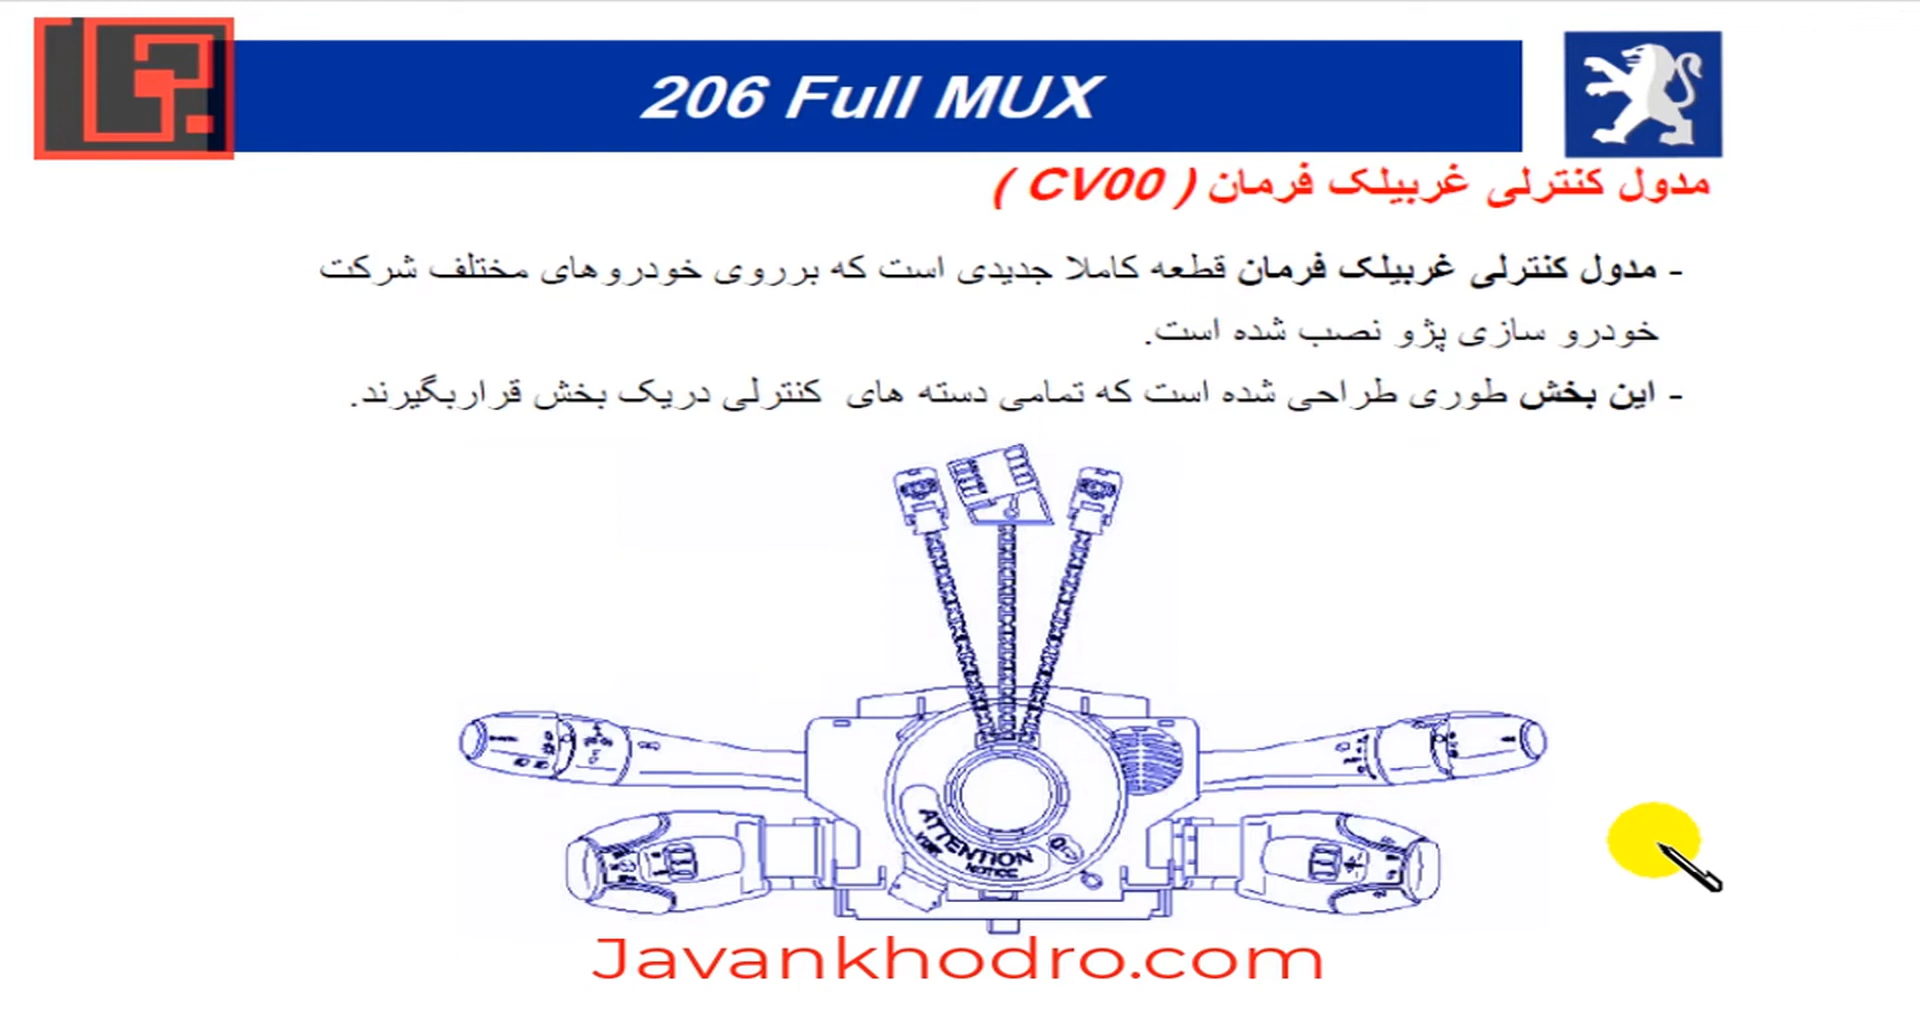 206 Full MUX
مدول کنترلی غربیلک فرمان ( CV00 )
- مدول کنترلی غربیلک فرمان قطعه کاملا جدیدی است که برروی خودروهای مختلف شرکت
خودرو سازی پژو نصب شده است.
- این بخش طوری طراحی شده است که تمامی دسته های کنترلی دریک بخش قراربگیرند.
ATTENTION
NOTICE
Javankhodro.com